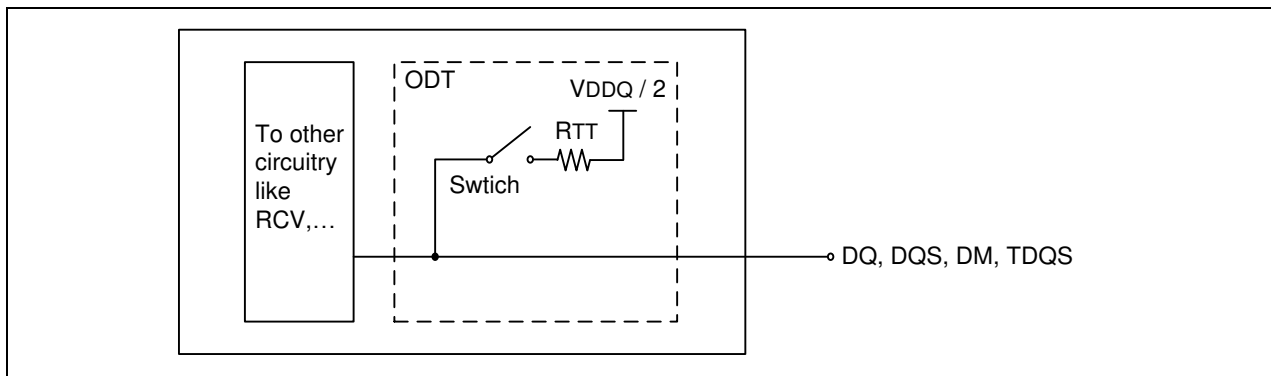 ODT
VDDQ / 2
To other
circuitry
like
RCV,...
RTT
Swtich
DQ, DQS, DM, TDQS